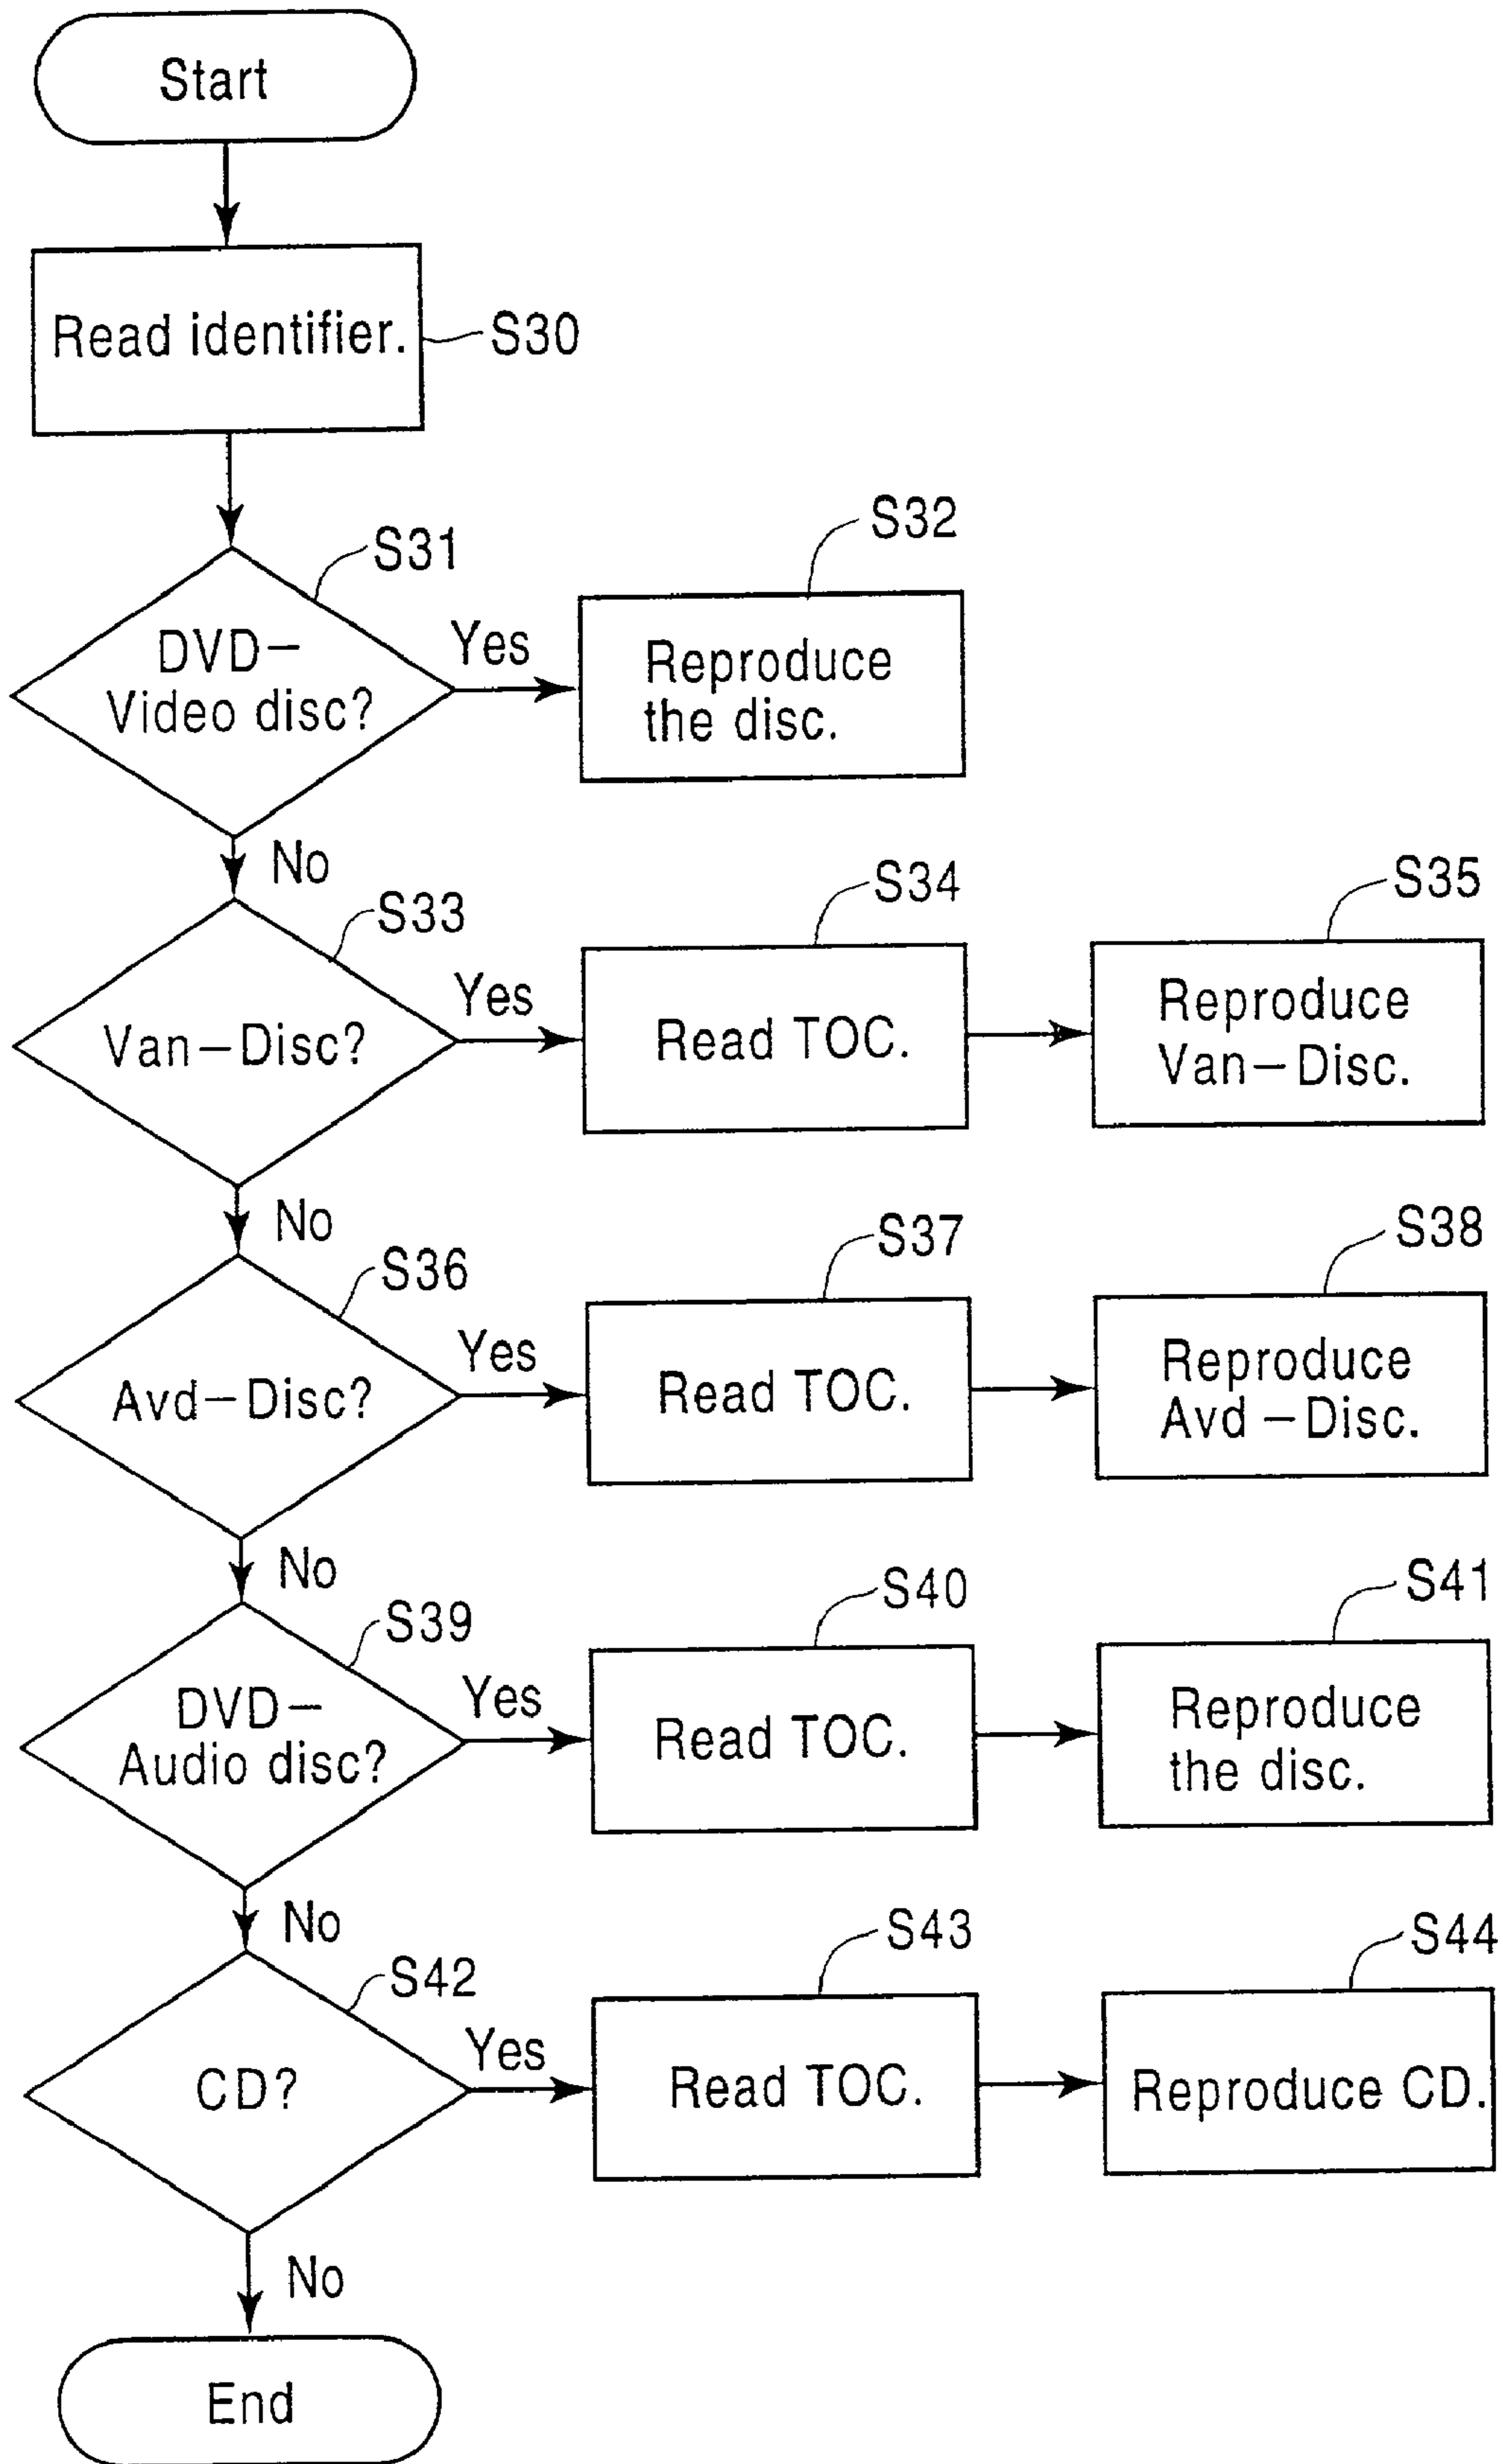 Start
Read identifier.
S30
S31
DVD–
Video disc?
Yes
S32
Reproduce
the disc.
No
S33
Van–Disc?
Yes
S34
Read TOC.
S35
Reproduce
Van–Disc.
No
S36
Avd–Disc?
Yes
S37
Read TOC.
S38
Reproduce
Avd –Disc.
No
S39
DVD–
Audio disc?
Yes
S40
Read TOC.
S41
Reproduce
the disc.
No
S42
CD?
Yes
S43
Read TOC.
S44
Reproduce CD.
No
End